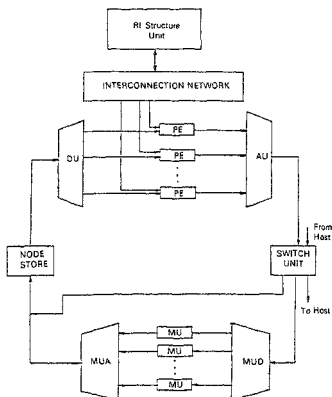 RI Structure
Unit
INTERCONNECTION NETWORK
PE
DU
PE
AU
PE
From
Host
NODE
STORE
SWITCH
UNIT
To Host
MU
MUA
MU
MUD
MU